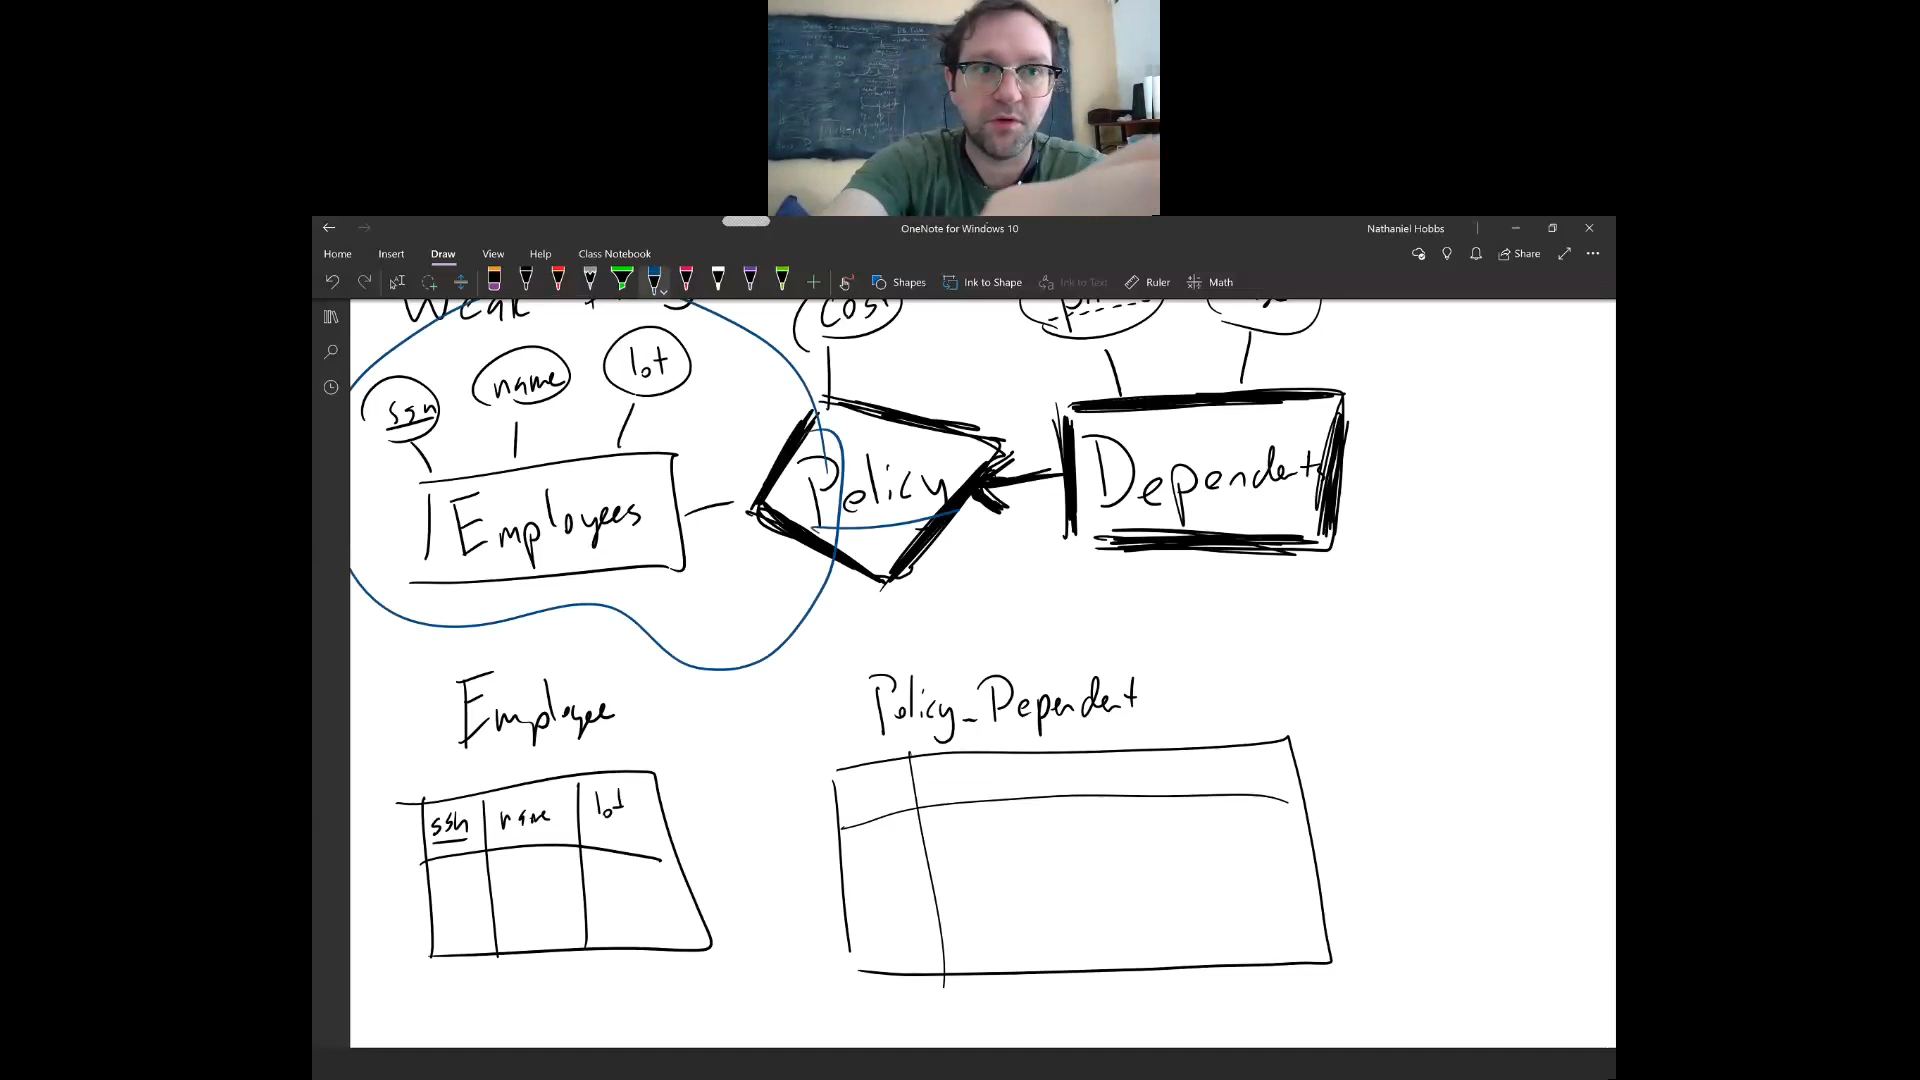 OneNote for Windows 10
Nathaniel Hobbs
Home Insert Draw View Help Class Notebook
Share
Shapes Ink to Shape Ink to Text Ruler Math
Weak
cost
ssn name lot
Employees Policy Dependents
Employee Policy_Dependent
ssn name lot